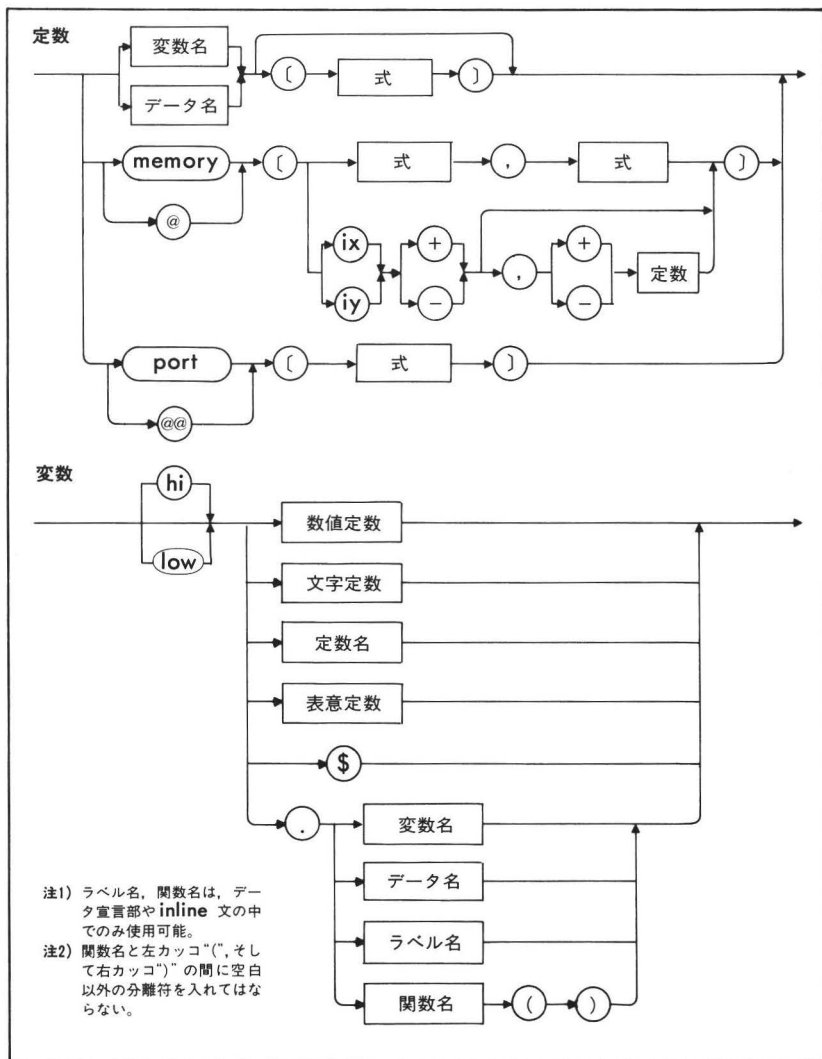 定数
変数名
データ名
〔 式 〕
memory
@
〔 式 , 式 〕
ix
iy
+
-
,
+
-
定数
port
@@
〔 式 〕
変数
hi
low
数値定数
文字定数
定数名
表意定数
$
.
変数名
データ名
ラベル名
関数名 ( )
注1) ラベル名，関数名は，デー
タ宣言部やinline 文の中
でのみ使用可能。
注2) 関数名と左カッコ“(”, そし
て右カッコ“)” の間に空白
以外の分離符を入れてはな
らない。